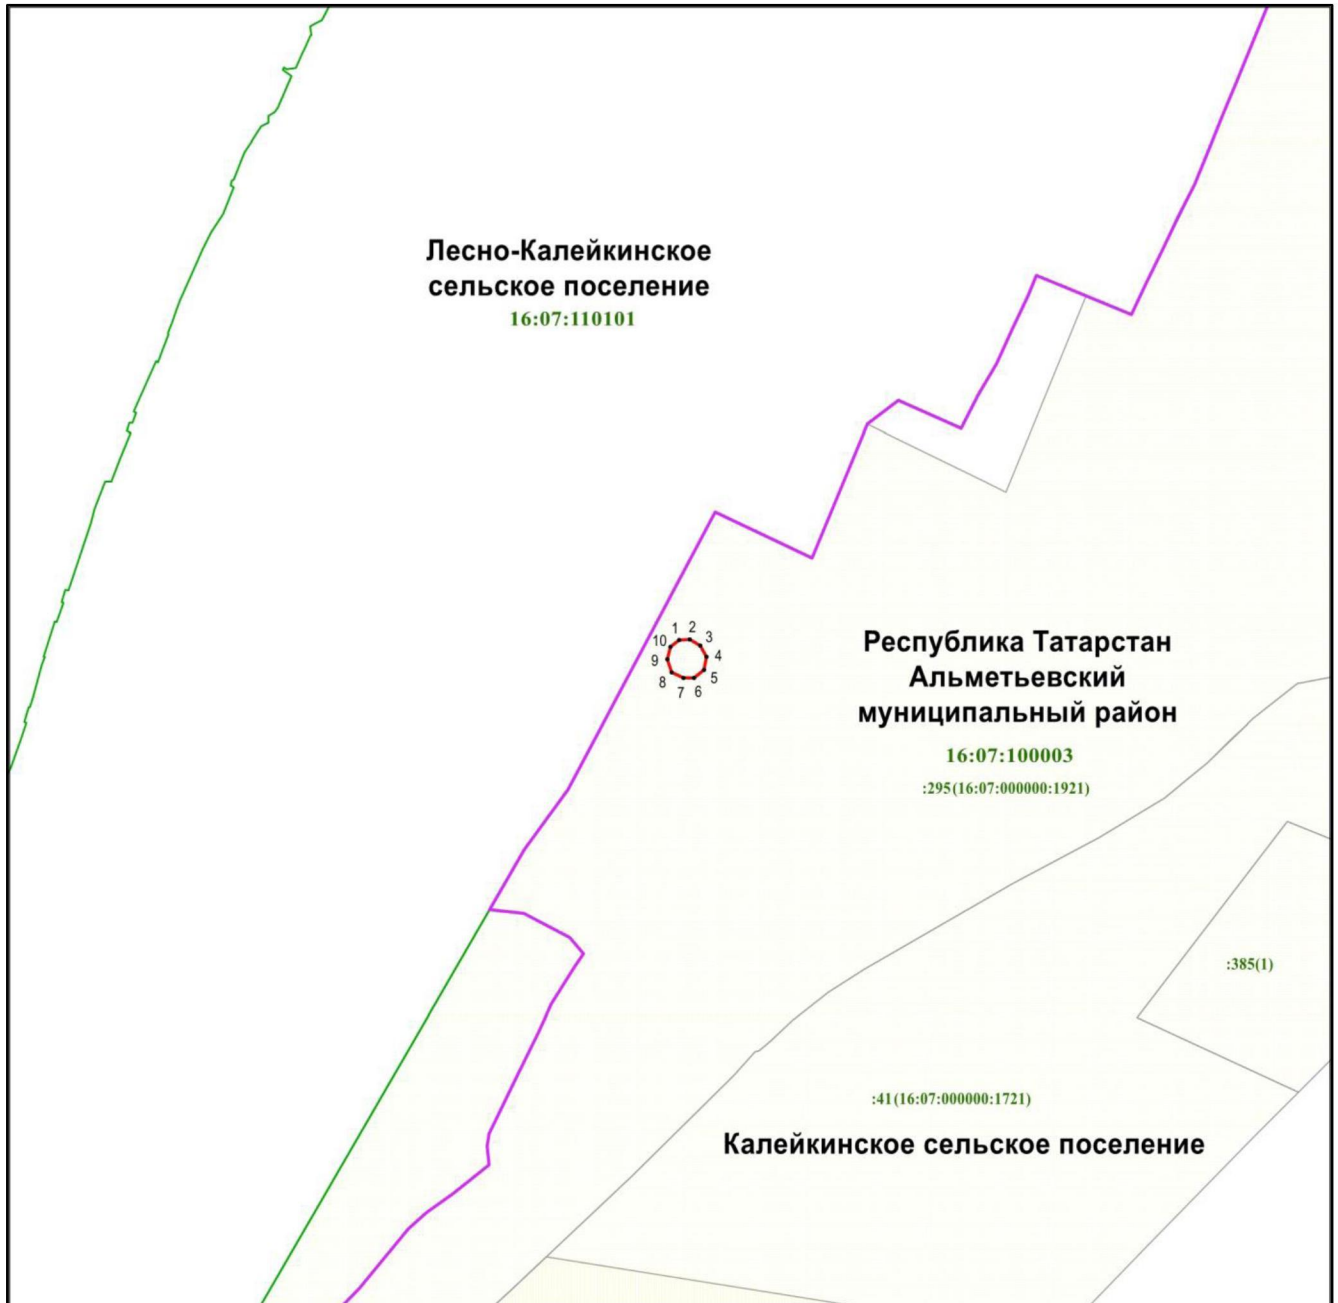 Лесно-Калейкинское
сельское поселение
16:07:110101
1
2
3
4
5
6
7
8
9
10
Республика Татарстан
Альметьевский
муниципальный район
16:07:100003
:295(16:07:000000:1921)
:385(1)
:41(16:07:000000:1721)
Калейкинское сельское поселение